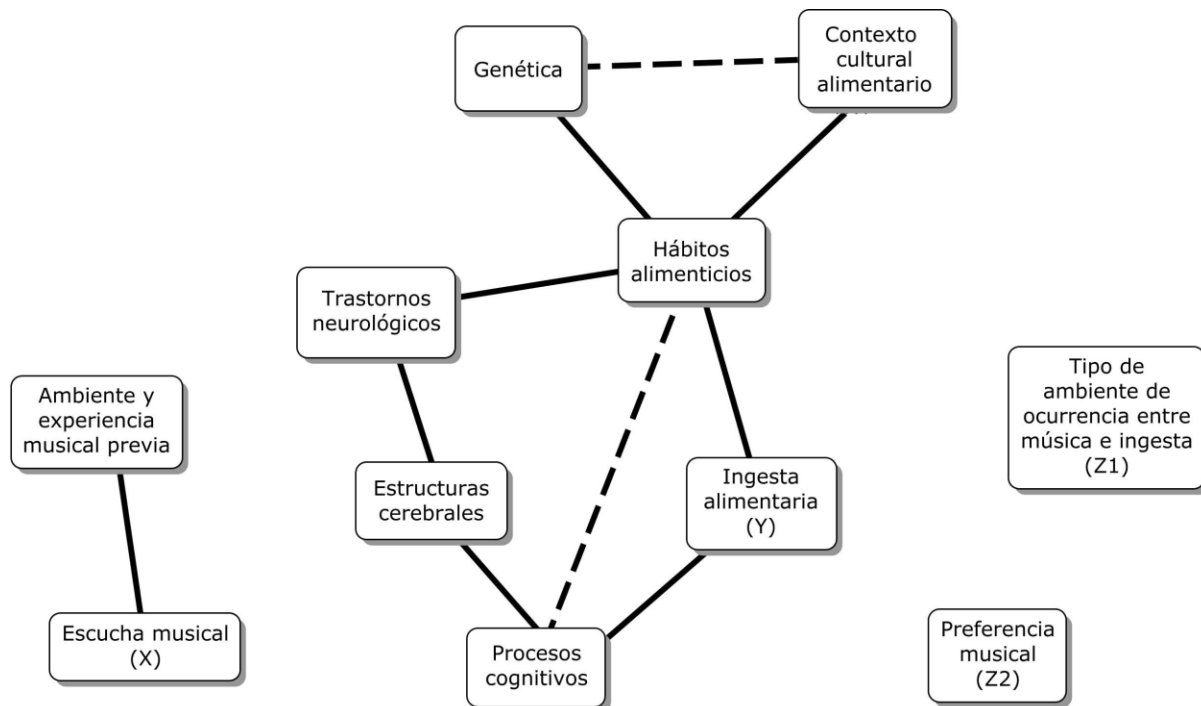 Genética
Contexto
cultural
alimentario
Hábitos
alimenticios
Trastornos
neurológicos
Ambiente y
experiencia
musical previa
Tipo de
ambiente de
ocurrencia entre
música e ingesta
(Z1)
Estructuras
cerebrales
Ingesta
alimentaria
(Y)
Escucha musical
(X)
Procesos
cognitivos
Preferencia
musical
(Z2)